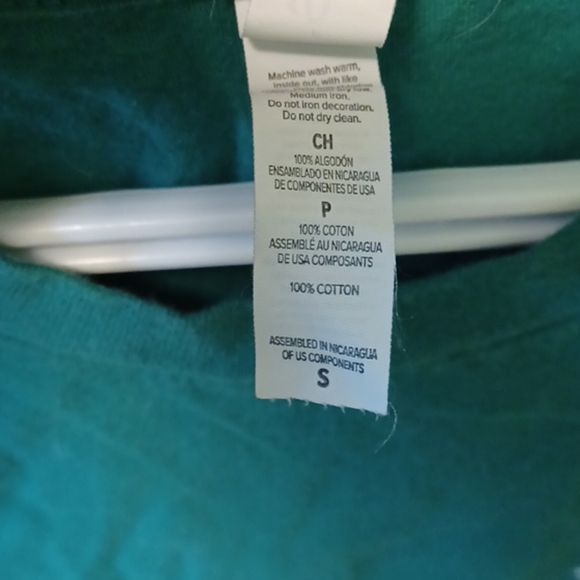 Machine wash warm,
inside out, with like
Medium iron.
Do not iron decoration.
Do not dry clean.
CH
100% ALGODÓN
ENSAMBLADO EN NICARAGUA
DE COMPONENTES DE USA
P
100% COTON
ASSEMBLÉ AU NICARAGUA
DE USA COMPOSANTS
100% COTTON
ASSEMBLED IN NICARAGUA
OF US COMPONENTS
S